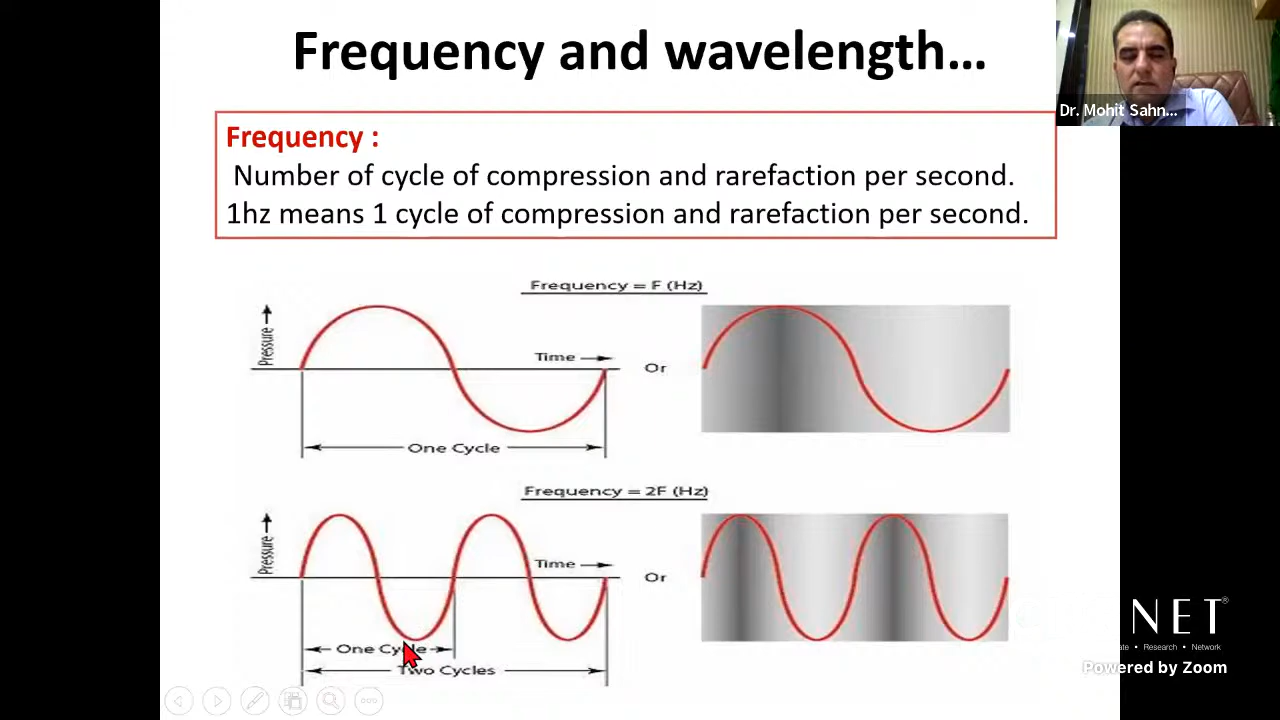 Frequency and wavelength...
Dr. Mohit Sahn...
Frequency :
Number of cycle of compression and rarefaction per second.
1hz means 1 cycle of compression and rarefaction per second.
Frequency = F (Hz)
Pressure
Time
Or
One Cycle
Frequency = 2F (Hz)
Pressure
Time
Or
One Cycle
Two Cycles
NET®
• Research • Network
Powered by Zoom